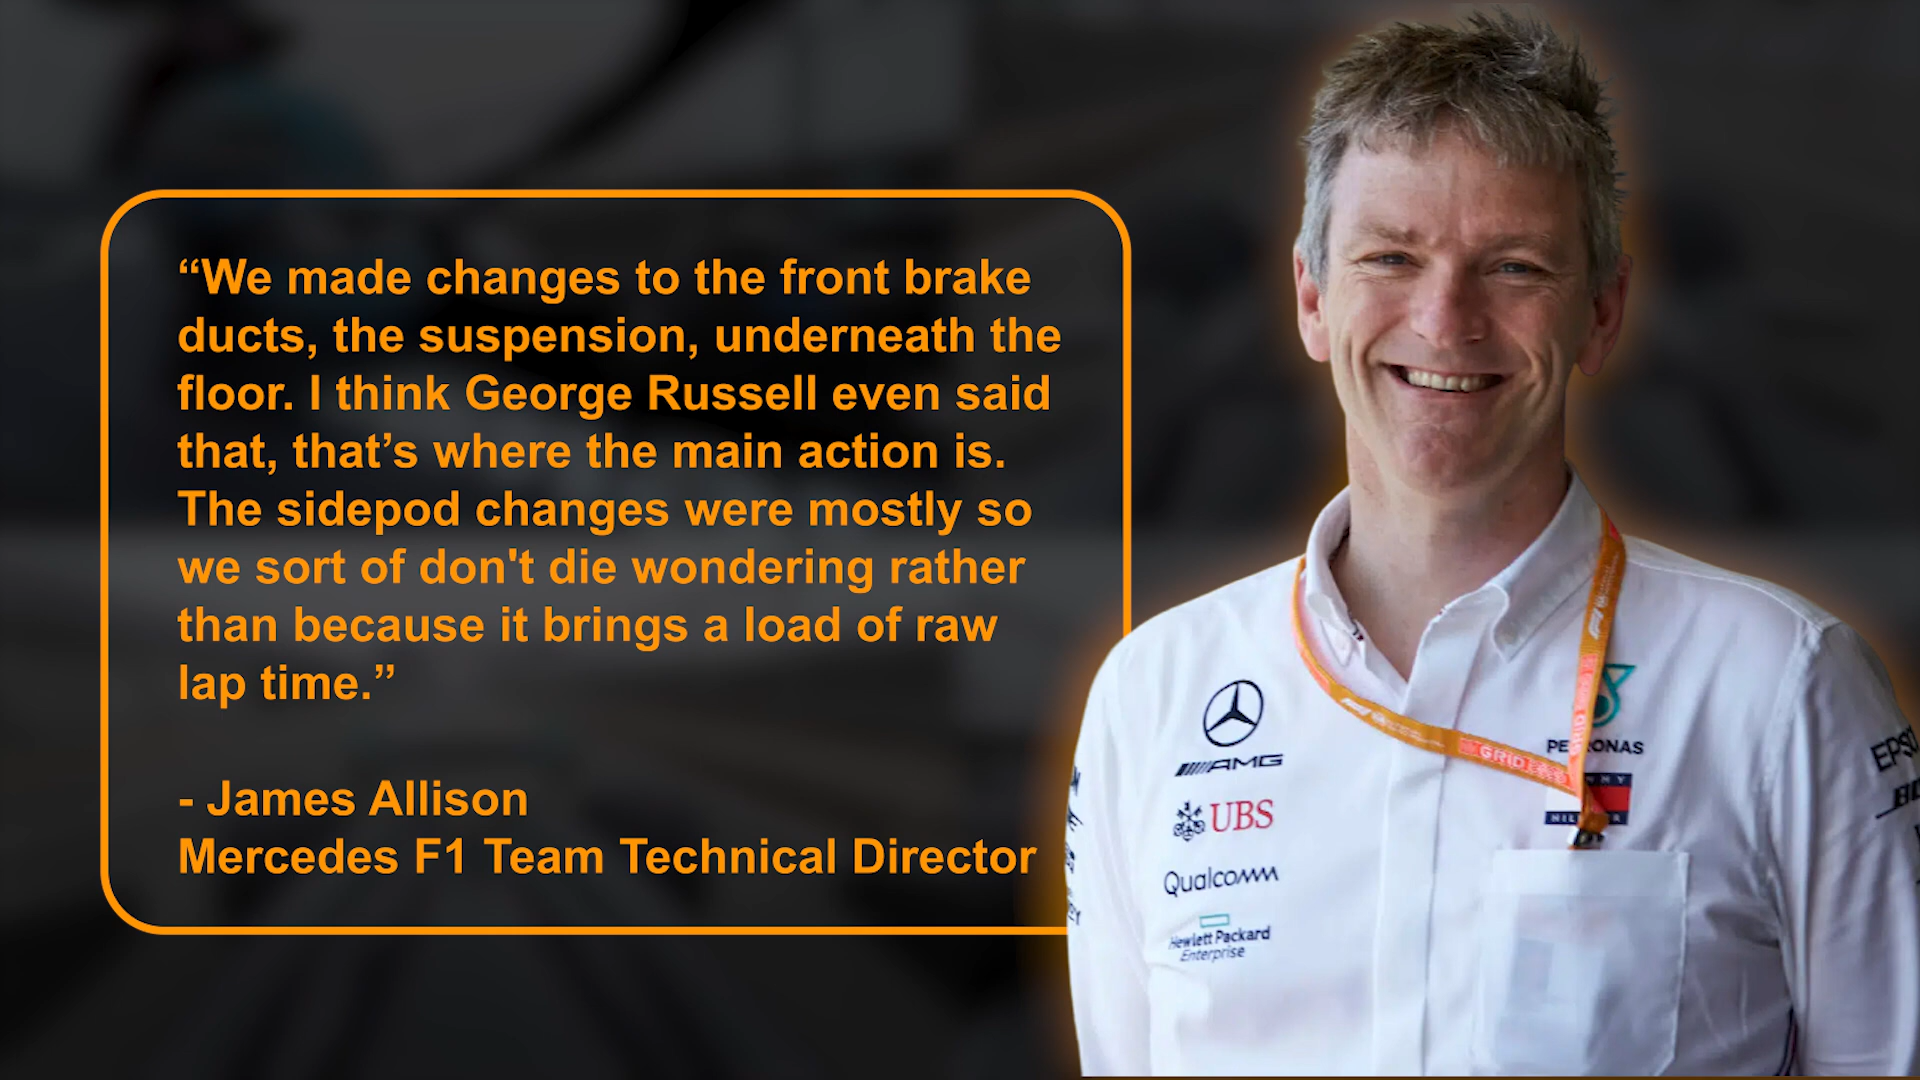 “We made changes to the front brake
ducts, the suspension, underneath the
floor. I think George Russell even said
that, that’s where the main action is.
The sidepod changes were mostly so
we sort of don't die wondering rather
than because it brings a load of raw
lap time.”
- James Allison
Mercedes F1 Team Technical Director
AMG
UBS
Qualcomm
Hewlett Packard
Enterprise
GRID
PETRONAS